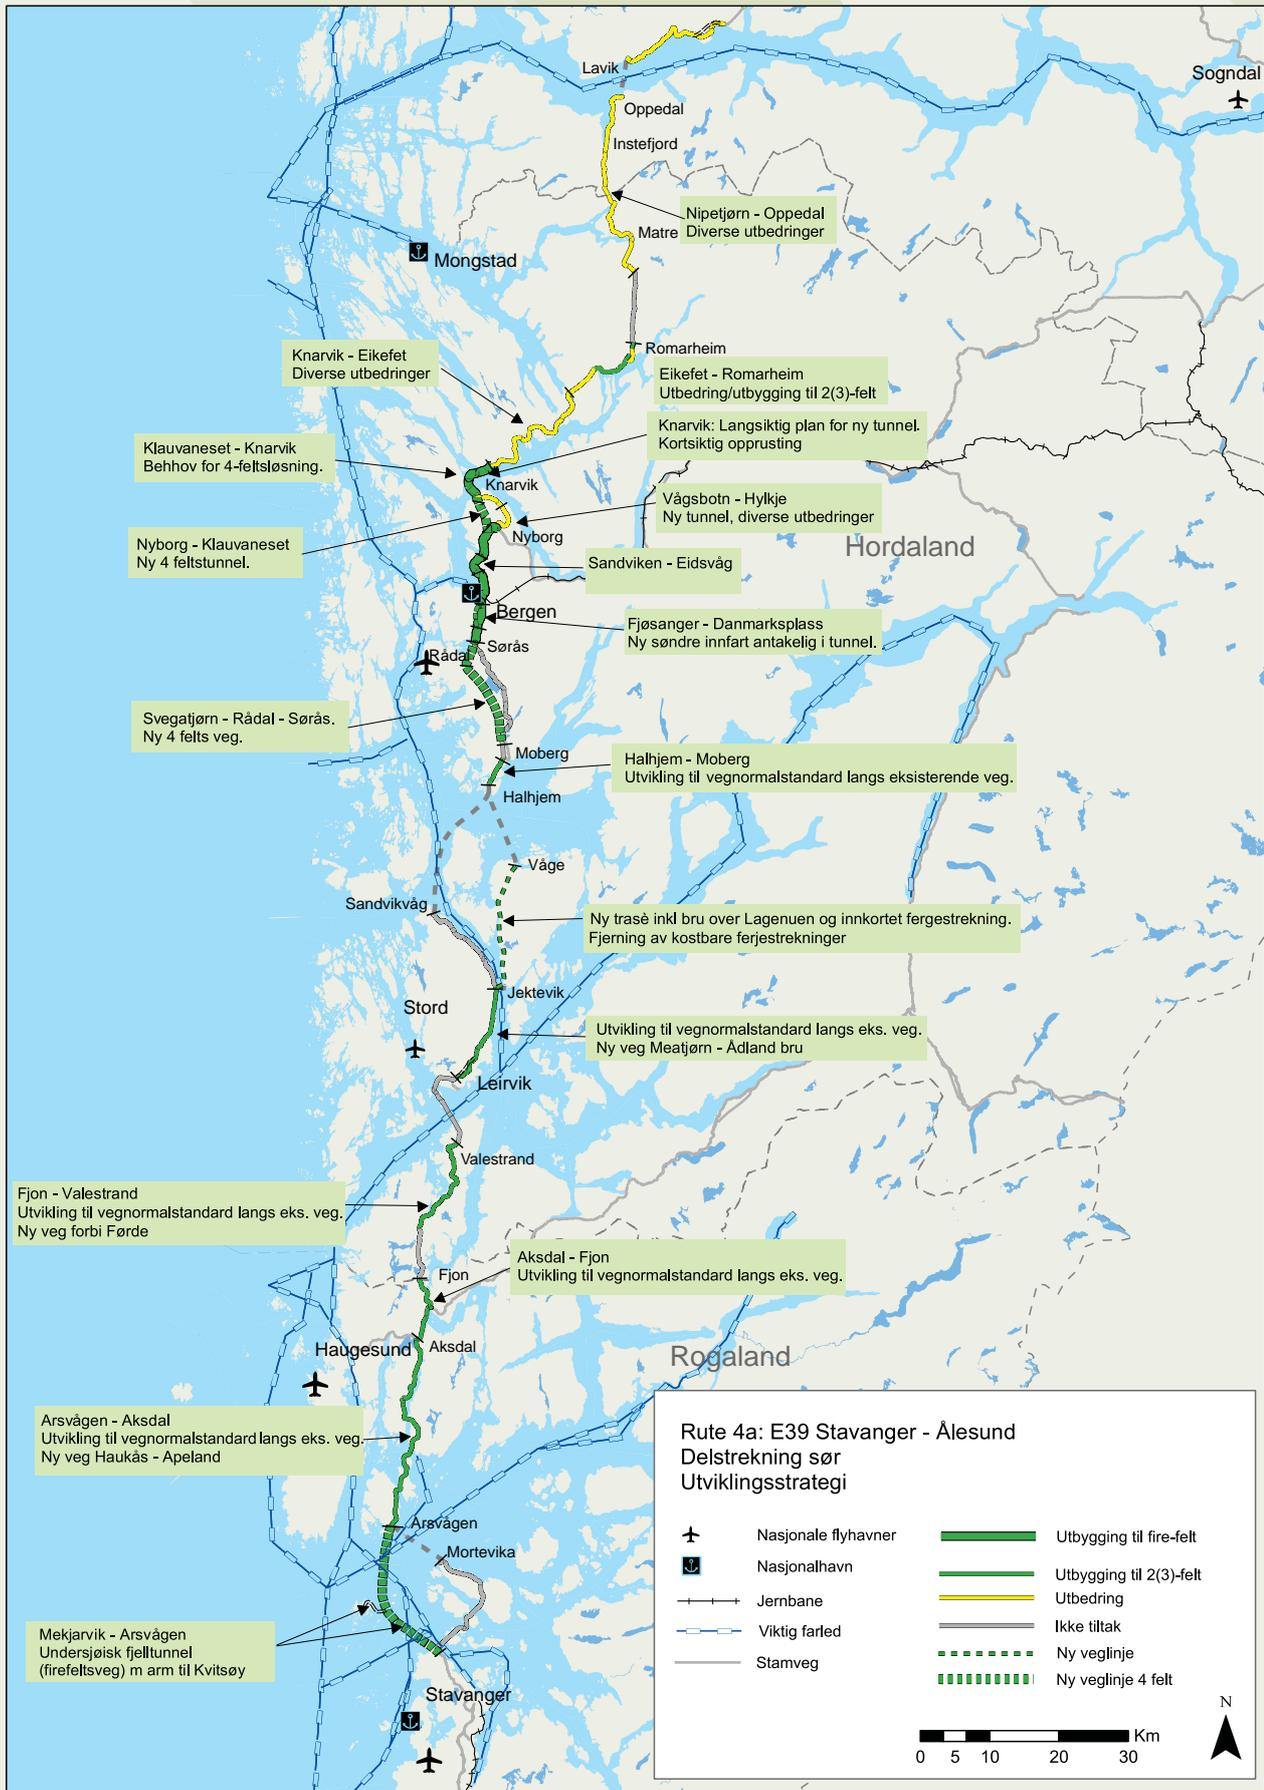 Lavik
Sogndal
Oppedal
Instefjord
Nipetjørn - Oppedal
Diverse utbedringer
Matre
Mongstad
Romarheim
Knarvik - Eikefet
Diverse utbedringer
Eikefet - Romarheim
Utbedring/utbygging til 2(3)-felt
Knarvik: Langsiktig plan for ny tunnel.
Kortsiktig opprusting
Klauvaneset - Knarvik
Behhov for 4-feltsløsning.
Knarvik
Vågsbotn - Hylkje
Ny tunnel, diverse utbedringer
Nyborg
Nyborg - Klauvaneset
Ny 4 feltstunnel.
Hordaland
Sandviken - Eidsvåg
Bergen
Fjøsanger - Danmarksplass
Ny søndre innfart antakelig i tunnel.
Sørås
Rådal
Svegatjørn - Rådal - Sørås.
Ny 4 felts veg.
Moberg
Halhjem - Moberg
Utvikling til vegnormalstandard langs eksisterende veg.
Halhjem
Våge
Sandvikvåg
Ny trasè inkl bru over Lagenuen og innkortet fergestrekning.
Fjerning av kostbare ferjestrekninger
Jektevik
Stord
Utvikling til vegnormalstandard langs eks. veg.
Ny veg Meatjørn - Ådland bru
Leirvik
Valestrand
Fjon - Valestrand
Utvikling til vegnormalstandard langs eks. veg.
Ny veg forbi Førde
Aksdal - Fjon
Utvikling til vegnormalstandard langs eks. veg.
Fjon
Haugesund
Aksdal
Rogaland
Arsvågen - Aksdal
Utvikling til vegnormalstandard langs eks. veg.
Ny veg Haukås - Apeland
Arsvågen
Mortevika
Mekjarvik - Arsvågen
Undersjøisk fjelltunnel
(firefeltsveg) m arm til Kvitsøy
Stavanger
Rute 4a: E39 Stavanger - Ålesund
Delstrekning sør
Utviklingsstrategi
Nasjonale flyhavner
Nasjonalhavn
Jernbane
Viktig farled
Stamveg
Utbygging til fire-felt
Utbygging til 2(3)-felt
Utbedring
Ikke tiltak
Ny veglinje
Ny veglinje 4 felt
N
Km
0 5 10 20 30